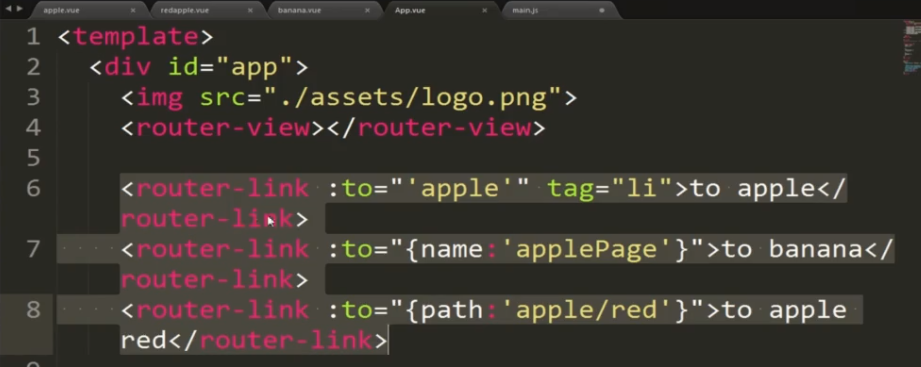 apple.vue redapple.vue banana.vue App.vue main.js
1 <template>
2 <div id="app">
3 <img src="./assets/logo.png">
4 <router-view></router-view>
5
6 <router-link :to="'apple'" tag="li">to apple</
router-link>
7 <router-link :to="{name:'applePage'}">to banana</
router-link>
8 <router-link :to="{path:'apple/red'}">to apple
red</router-link>